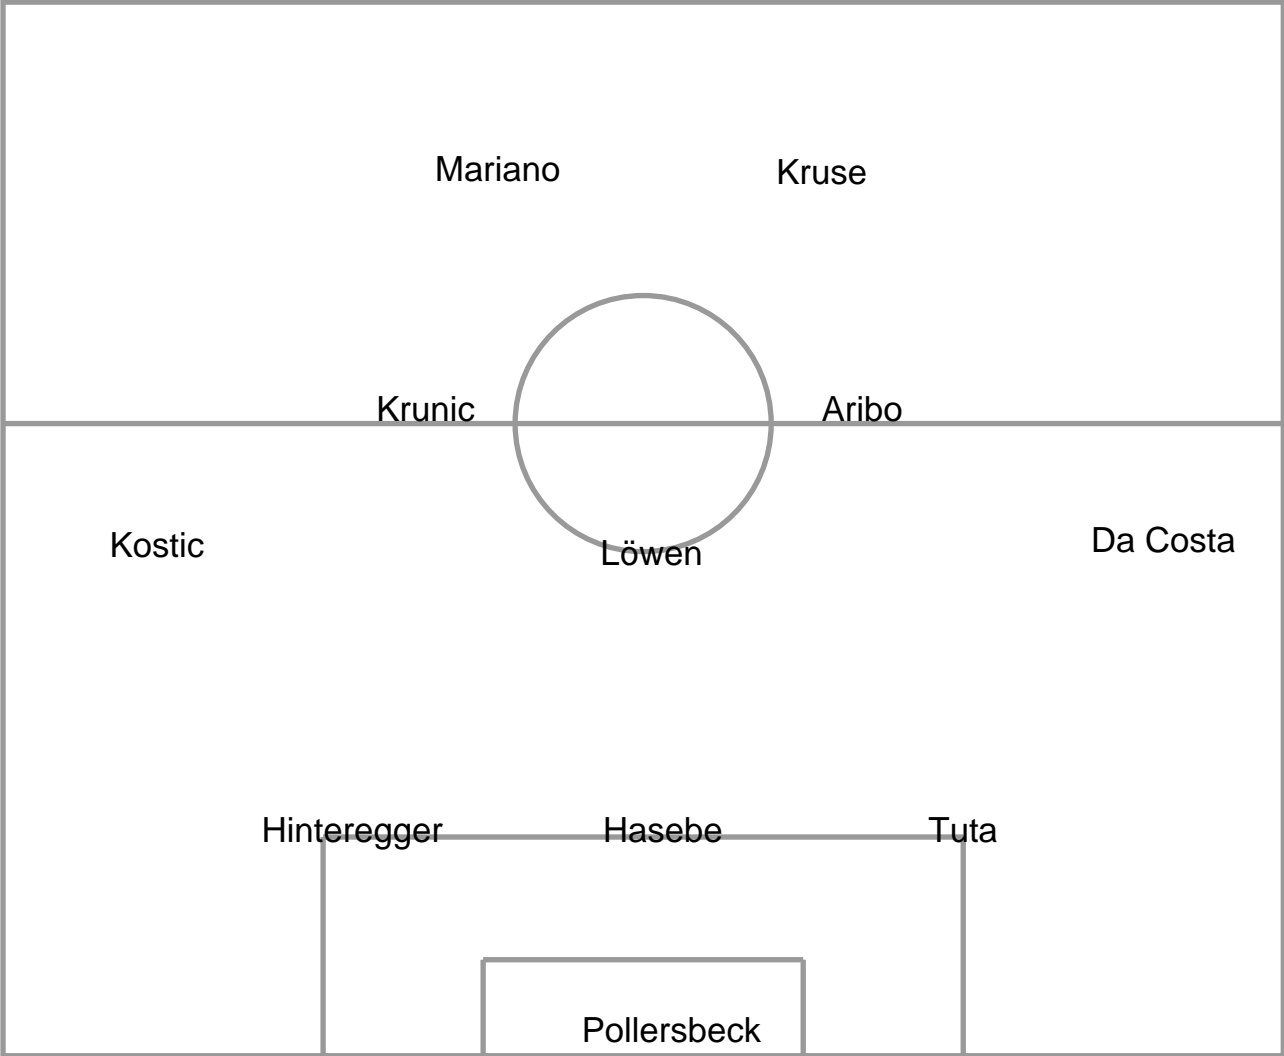 Mariano Kruse
Krunic Aribo
Kostic Löwen Da Costa
Hinteregger Hasebe Tuta
Pollersbeck